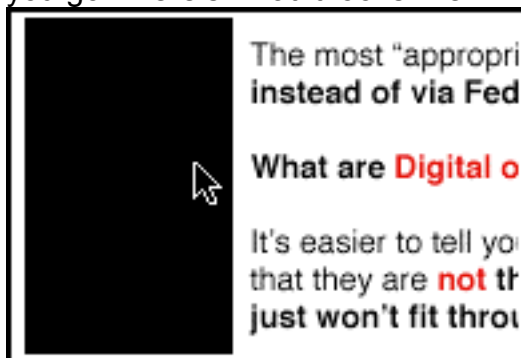 The most “appropri
instead of via Fed
What are Digital o
It's easier to tell you
that they are not th
just won't fit throu